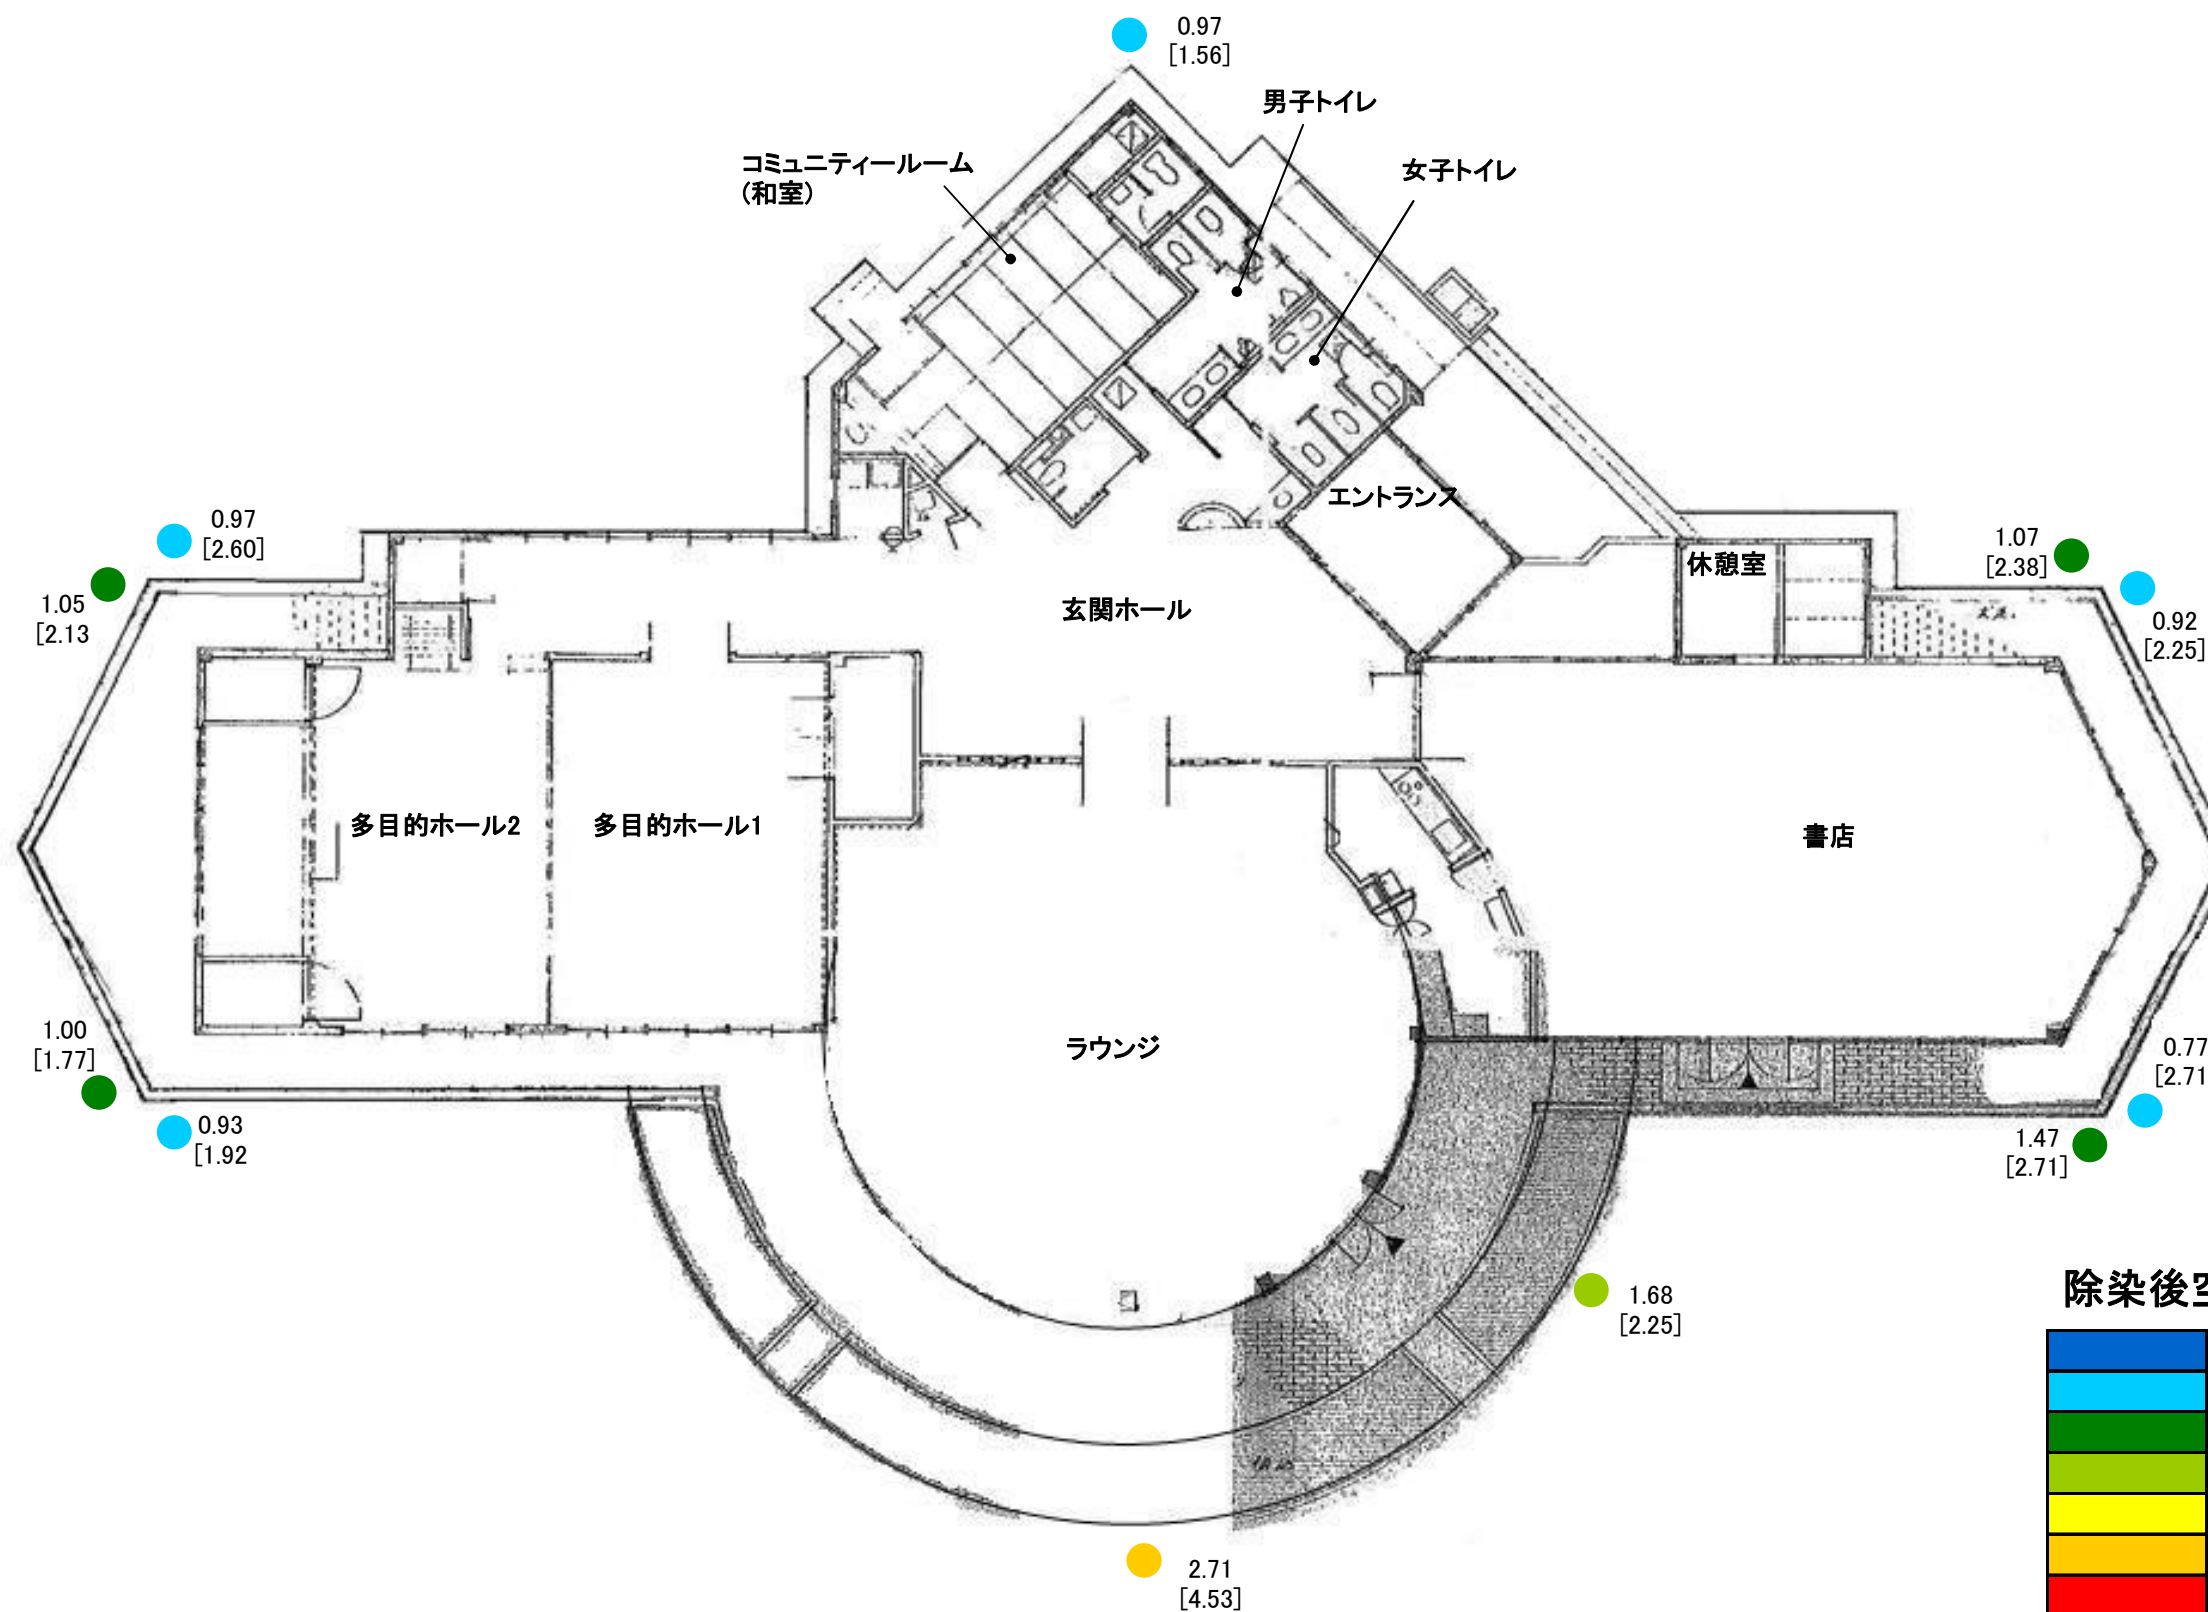 0.97
[1.56]
男子トイレ
コミュニティールーム
(和室)
女子トイレ
エントランス
0.97
[2.60]
1.05
[2.13
玄関ホール
休憩室
1.07
[2.38]
0.92
[2.25]
多目的ホール2
多目的ホール1
書店
ラウンジ
1.00
[1.77]
0.93
[1.92
0.77
[2.71
1.47
[2.71]
1.68
[2.25]
除染後空
2.71
[4.53]